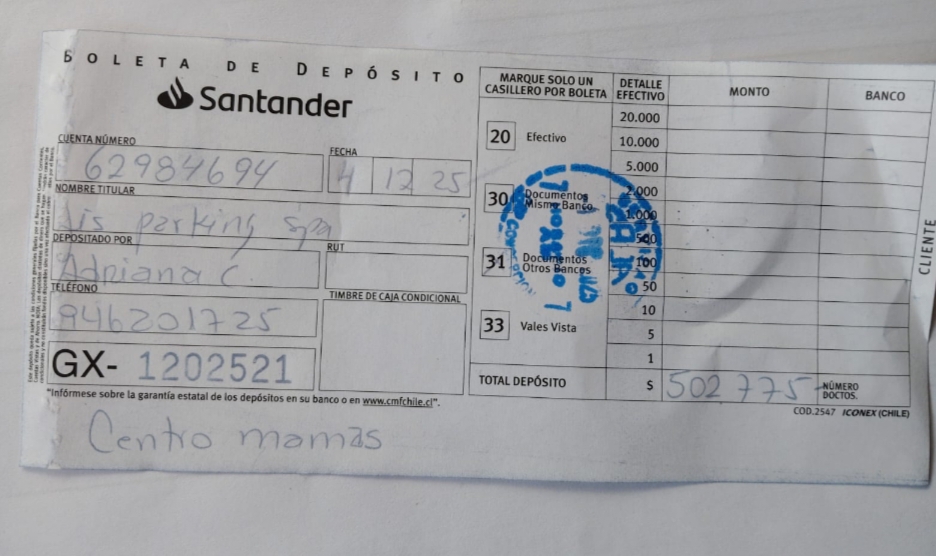 BOLETA DE DEPÓSITO
Santander
CUENTA NÚMERO
62984694
FECHA
4 12 25
NOMBRE TITULAR
Lis parking spa
DEPOSITADO POR
Adriana C.
RUT
TELÉFONO
946201725
TIMBRE DE CAJA CONDICIONAL
GX- 1202521
"Infórmese sobre la garantía estatal de los depósitos en su banco o en www.cmfchile.cl".
Centro mamas
MARQUE SOLO UN
CASILLERO POR BOLETA
20 Efectivo
30 Documentos
Mismo Banco
31 Documentos
Otros Bancos
33 Vales Vista
DETALLE
EFECTIVO
MONTO
BANCO
20.000
10.000
5.000
2.000
1.000
500
100
50
10
5
1
CAJA
TOTAL DEPÓSITO $ 502775-
NÚMERO
DOCTOS.
COD.2547 ICONEX (CHILE)
CLIENTE